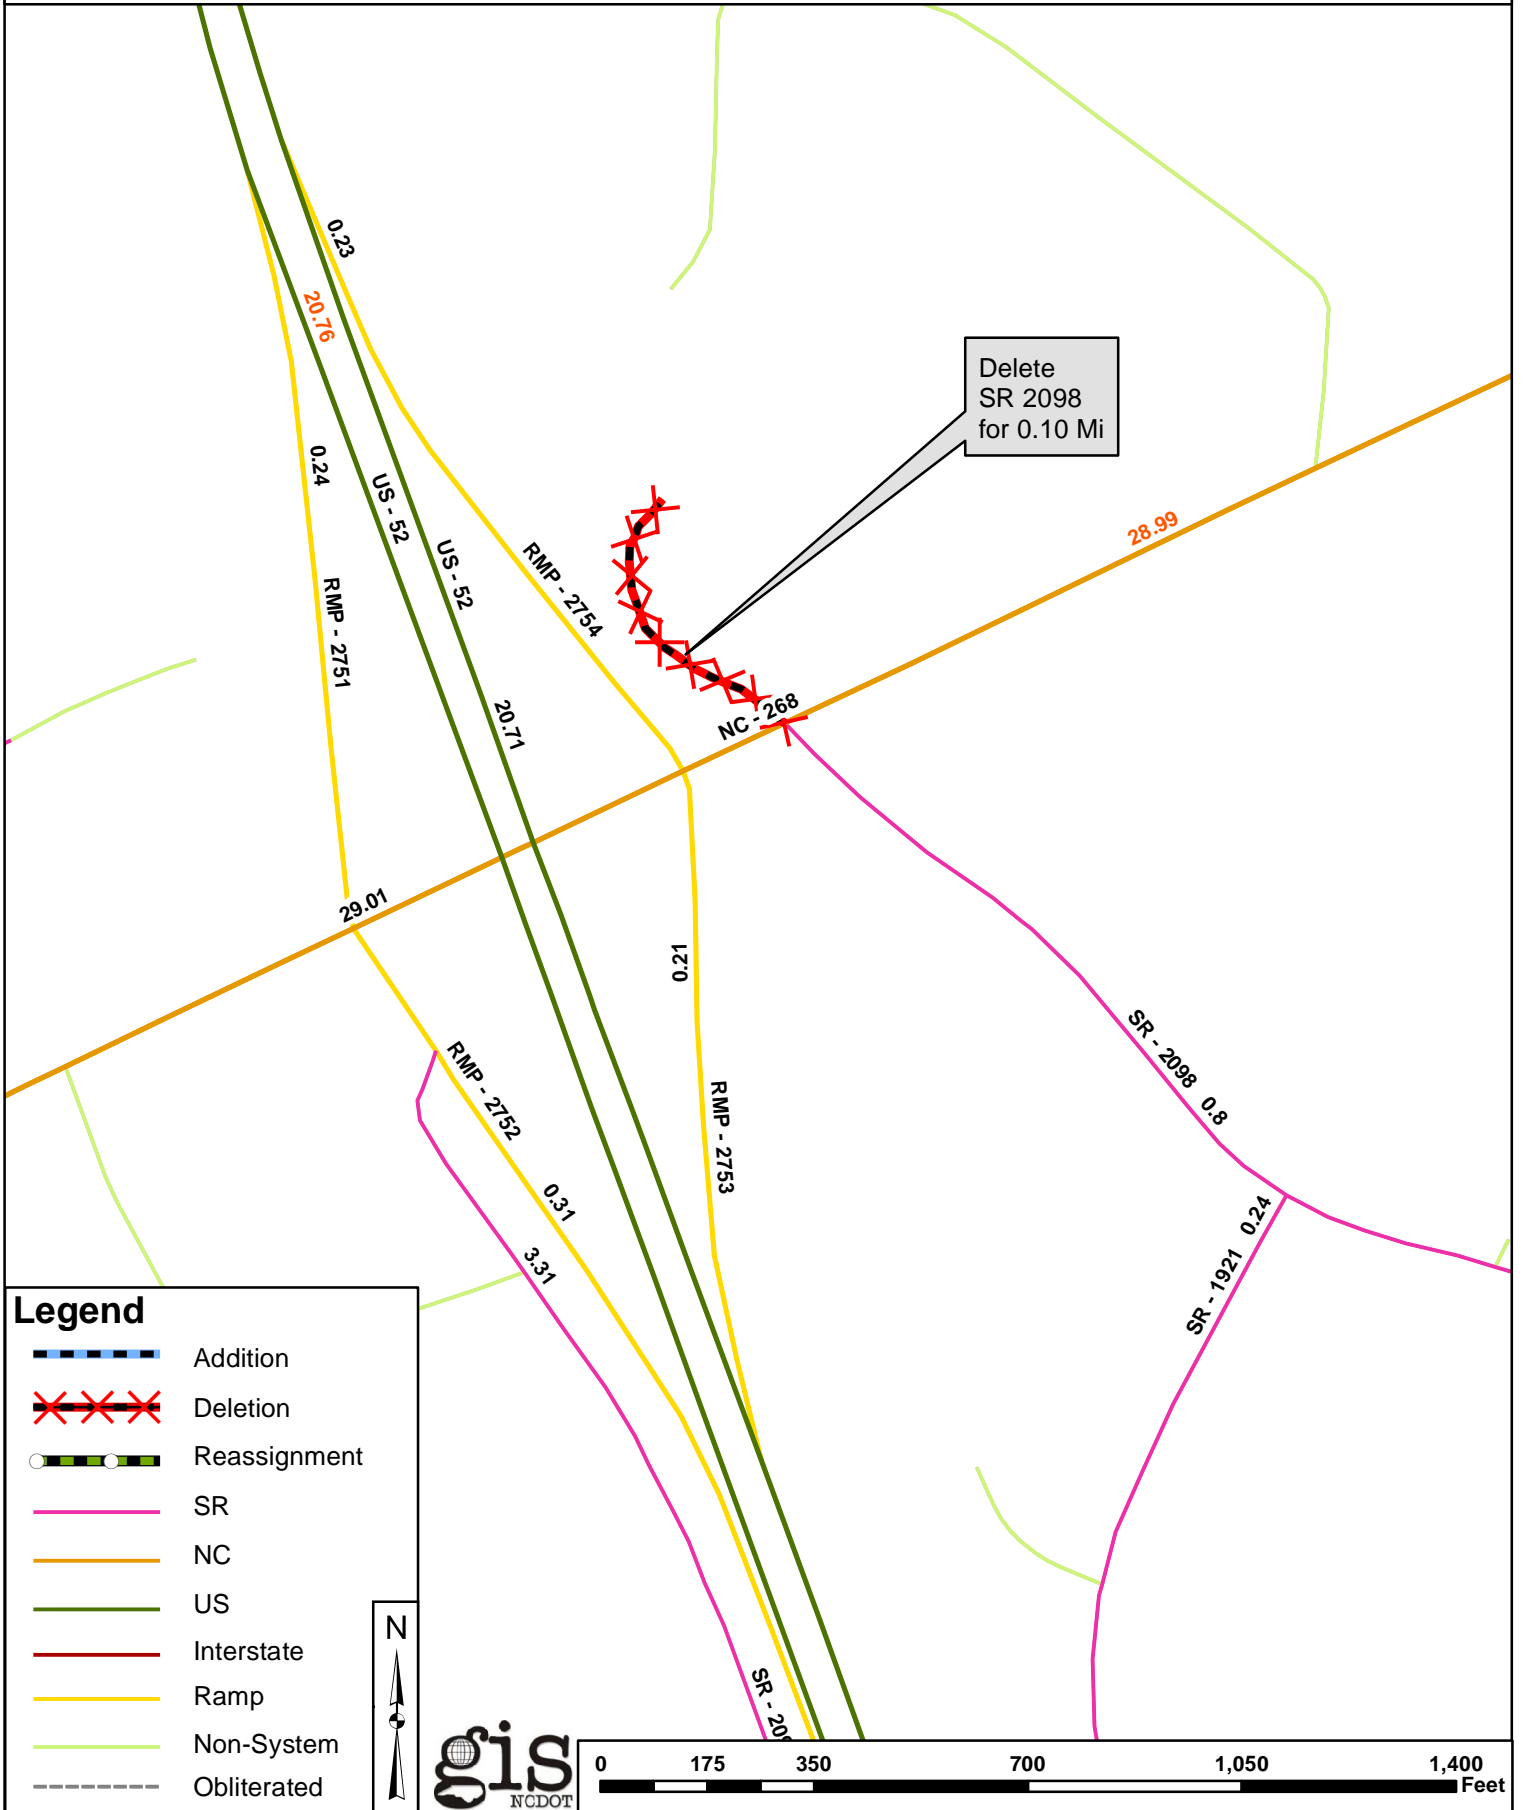 0.23
20.76
Delete
SR 2098
for 0.10 Mi
0.24
US - 52
US - 52
28.99
RMP - 2754
RMP - 2751
20.71
NC - 268
29.01
0.21
SR - 2098 0.8
RMP - 2752
RMP - 2753
0.31
SR - 1921 0.24
3.31
Legend
Addition
Deletion
Reassignment
SR
NC
US
Interstate
Ramp
Non-System
Obliterated
N
SR - 209
gis
NCDOT
0 175 350 700 1,050 1,400
Feet